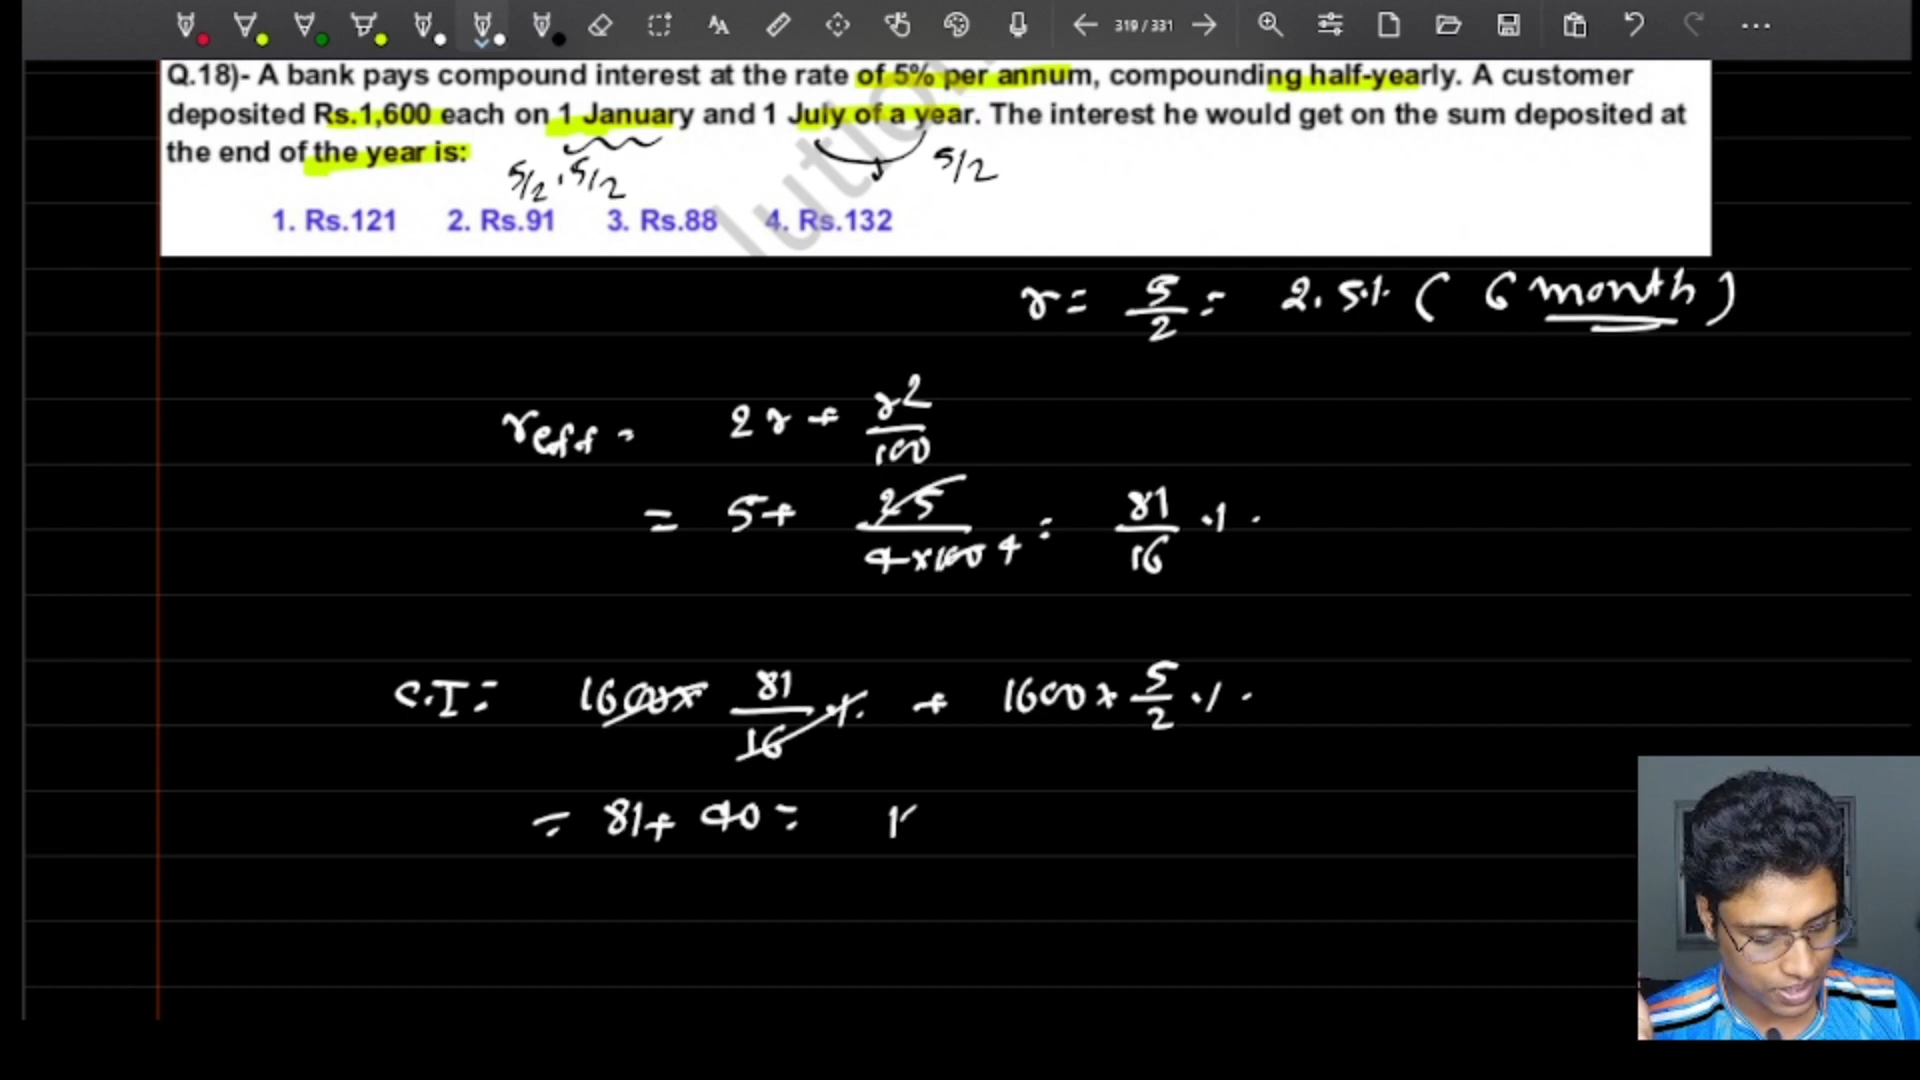 319 / 331
Q.18)- A bank pays compound interest at the rate of 5% per annum, compounding half-yearly. A customer
deposited Rs.1,600 each on 1 January and 1 July of a year. The interest he would get on the sum deposited at
the end of the year is:
5/2, 5/2 5/2
1. Rs.121 2. Rs.91 3. Rs.88 4. Rs.132
lution
r = 5/2 = 2.5% ( 6 month )
reff = 2r + r²/100
= 5 + 25/4×100 4 = 81/16 %.
C.I = 1600× 81/16 %. + 1600× 5/2 %.
= 81 + 40 =